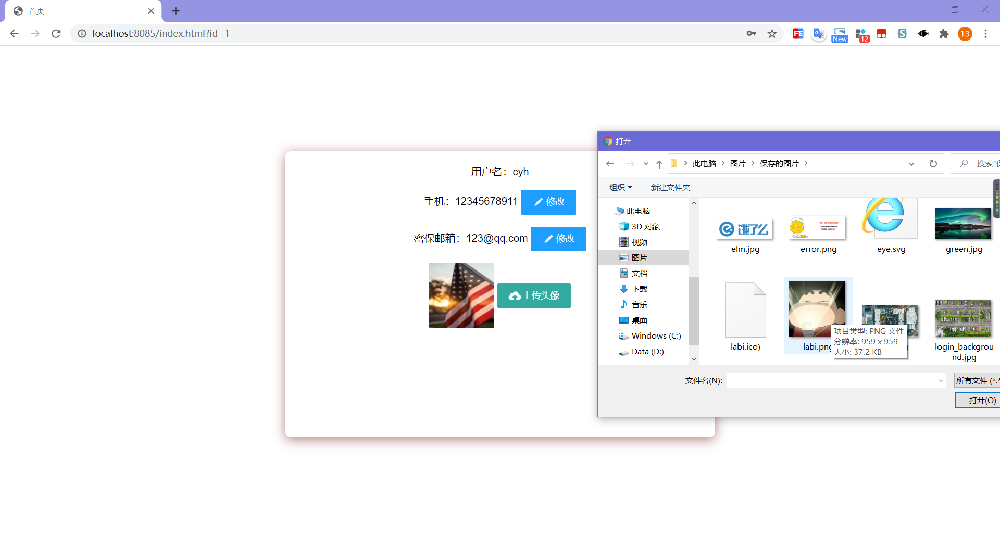 首页
localhost:8085/index.html?id=1
FE
G
New
12
S
13
用户名：cyh
手机：12345678911
修改
密保邮箱：123@qq.com
修改
上传头像
打开
此电脑
图片
保存的图片
搜索"保
组织
新建文件夹
此电脑
3D 对象
视频
图片
文档
下载
音乐
桌面
Windows (C:)
Data (D:)
饿了么
elm.jpg
error.png
eye.svg
green.jpg
labi.ico)
labi.png
login_backgrou
nd.jpg
项目类型: PNG 文件
分辨率: 959 x 959
大小: 37.2 KB
文件名(N):
所有文件 (*.*
打开(O)